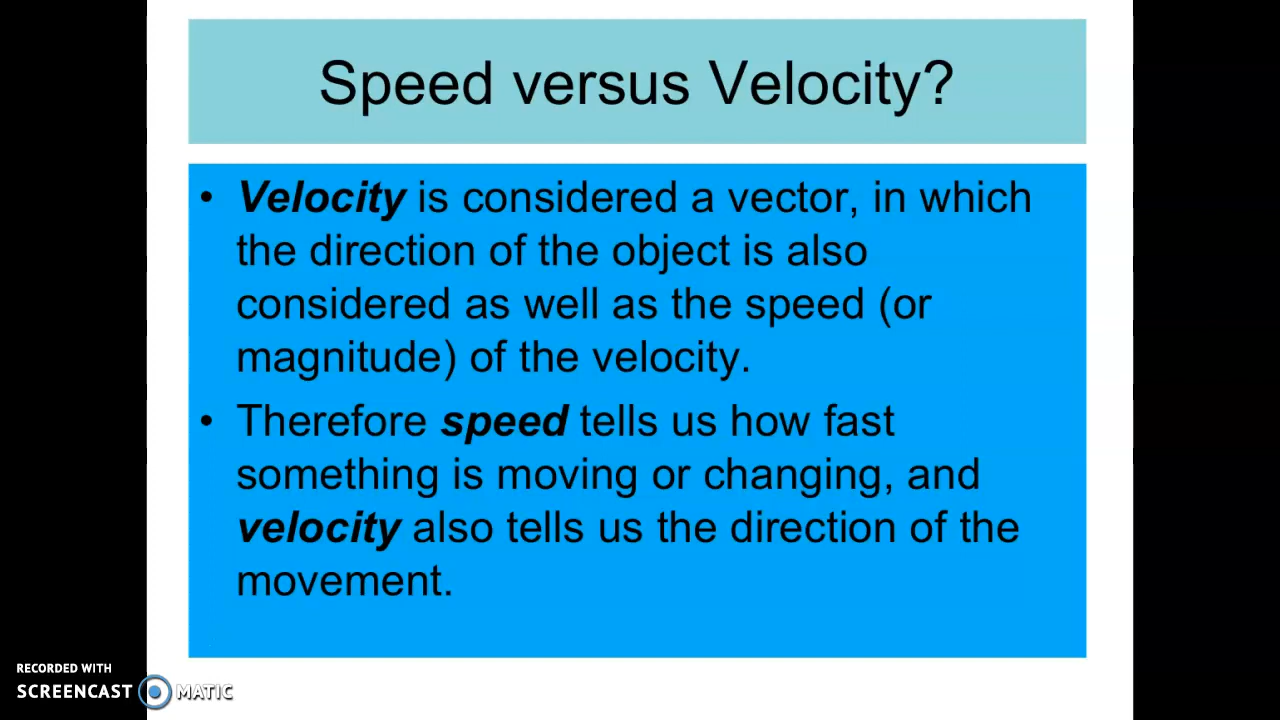 Speed versus Velocity?
• Velocity is considered a vector, in which
the direction of the object is also
considered as well as the speed (or
magnitude) of the velocity.
• Therefore speed tells us how fast
something is moving or changing, and
velocity also tells us the direction of the
movement.
RECORDED WITH
SCREENCAST MATIC